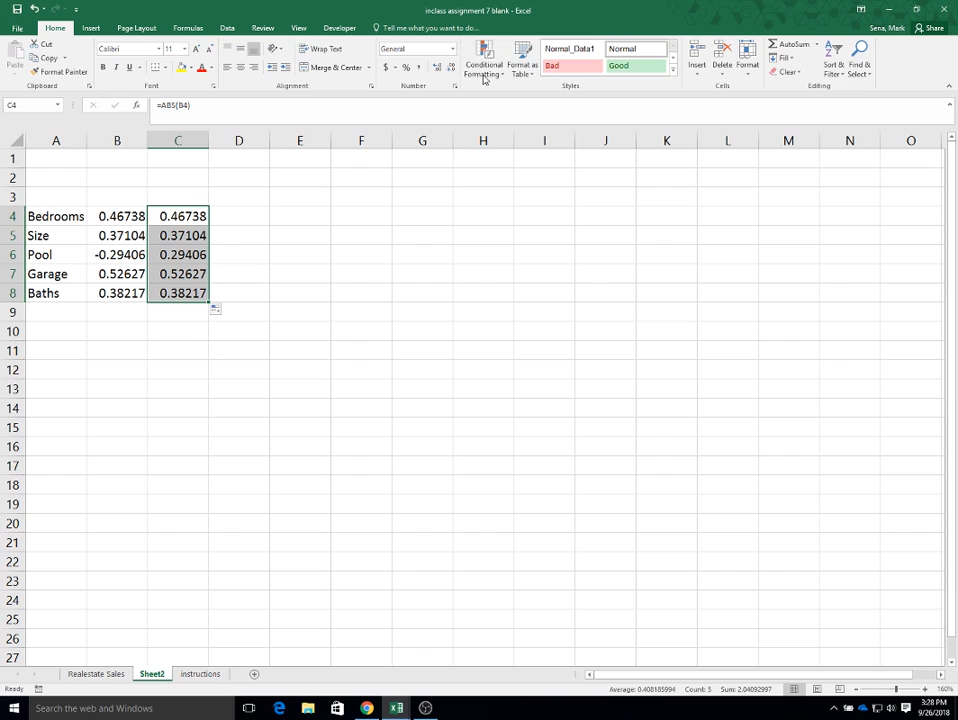 inclass assignment 7 blank - Excel
File Home Insert Page Layout Formulas Data Review View Developer Tell me what you want to do... Sena, Mark Share
Paste Cut Copy Format Painter Clipboard
Calibri 11 Font
Wrap Text Merge & Center Alignment
General $ % , Number
Conditional Formatting Format as Table Normal_Data1 Normal Bad Good Styles
Insert Delete Format Cells
AutoSum Fill Clear Sort & Filter Find & Select Editing
C4 fx =ABS(B4)
A B C D E F G H I J K L M N O
1
2
3
4 Bedrooms 0.46738 0.46738
5 Size 0.37104 0.37104
6 Pool -0.29406 0.29406
7 Garage 0.52627 0.52627
8 Baths 0.38217 0.38217
9
10
11
12
13
14
15
16
17
18
19
20
21
22
23
24
25
26
27
Realestate Sales Sheet2 instructions
Ready Average: 0.408185994 Count: 5 Sum: 2.04092997 160%
Search the web and Windows 3:28 PM
9/26/2018